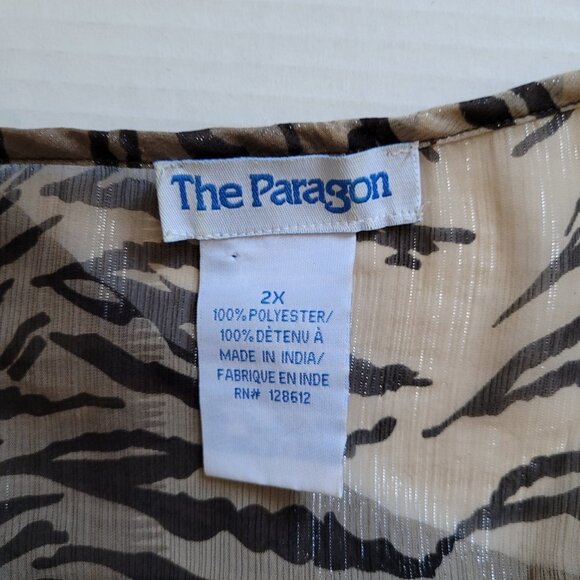 The Paragon
2X
100% POLYESTER/
100% DÈTENU À
MADE IN INDIA/
FABRIQUE EN INDE
RN# 128612